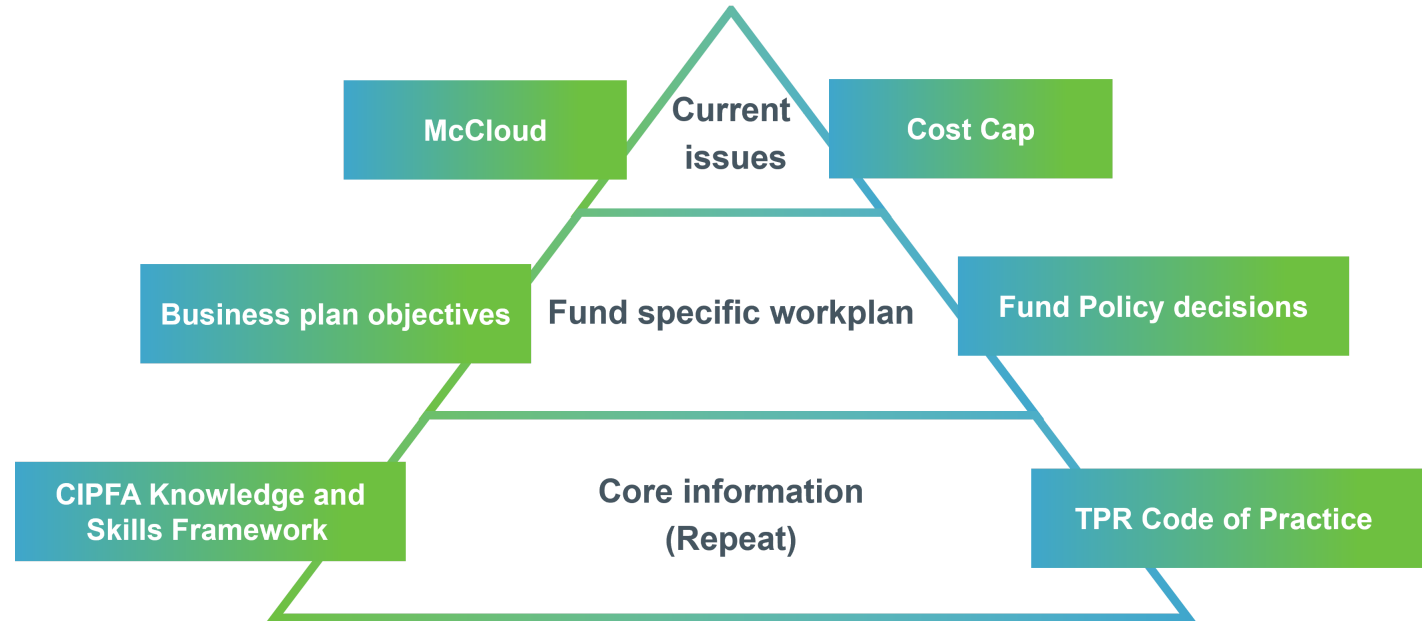 McCloud
Current
issues
Cost Cap
Business plan objectives
Fund specific workplan
Fund Policy decisions
CIPFA Knowledge and
Skills Framework
Core information
(Repeat)
TPR Code of Practice